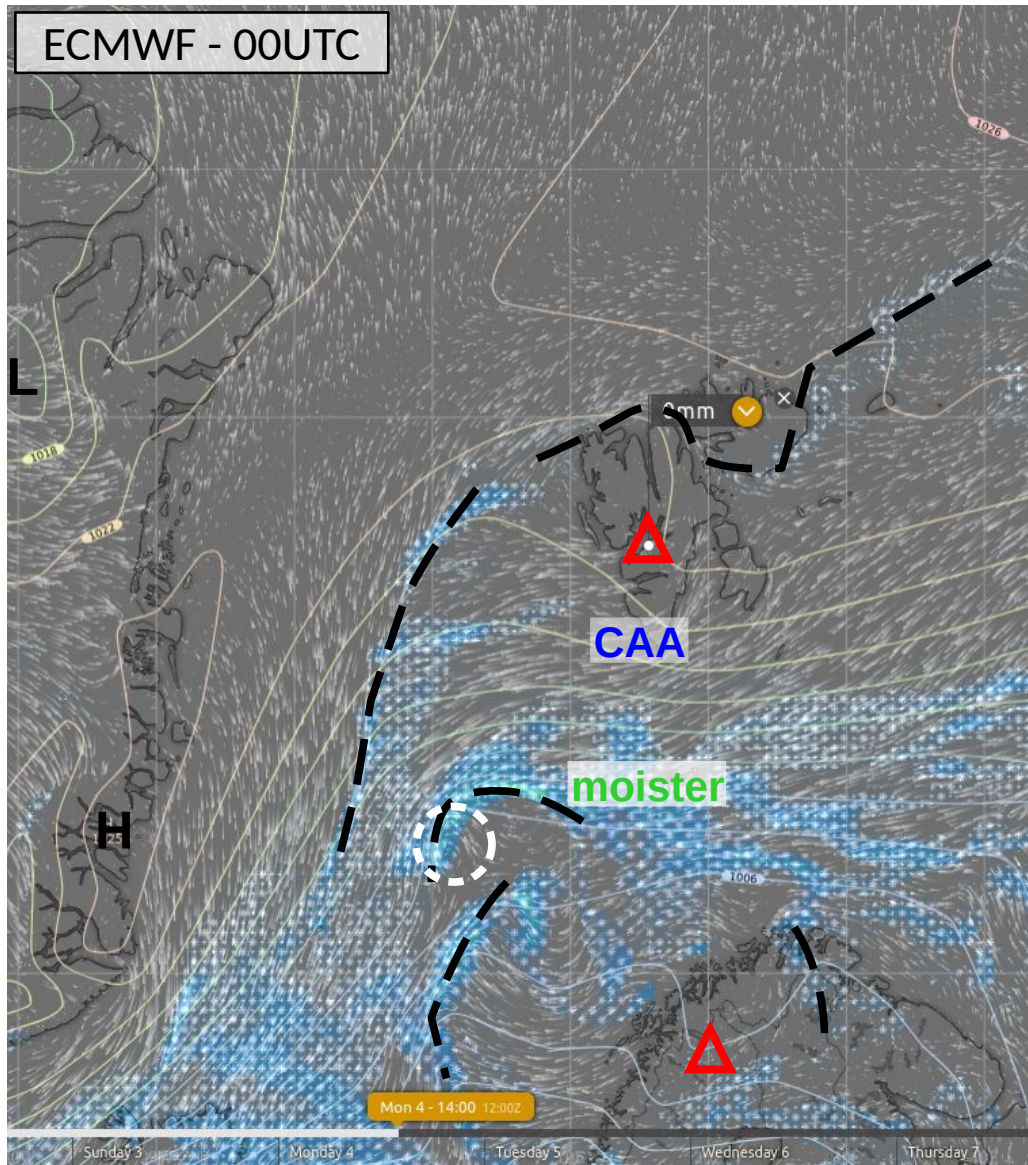 ECMWF - 00UTC
1026
L
0mm
×
1018
1022
CAA
moister
H
1006
Mon 4 - 14:00 12:00Z
Sunday 3
Monday 4
Tuesday 5
Wednesday 6
Thursday 7